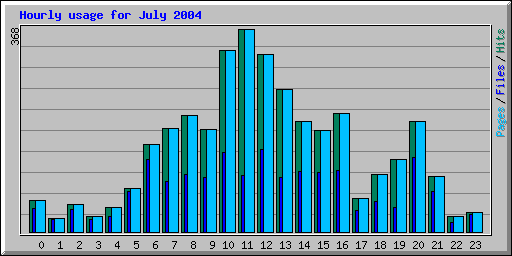 Hourly usage for July 2004
368
Pages / Files / Hits
0 1 2 3 4 5 6 7 8 9 10 11 12 13 14 15 16 17 18 19 20 21 22 23